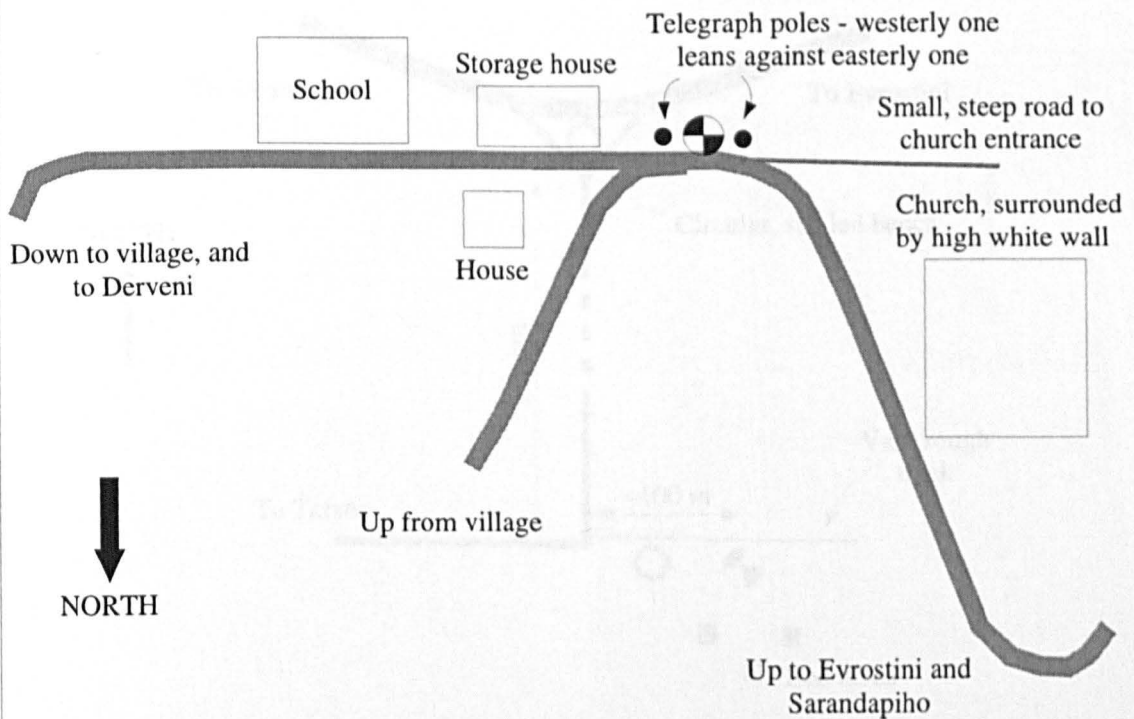 Telegraph poles - westerly one
leans against easterly one
School
Storage house
Small, steep road to
church entrance
Church, surrounded
by high white wall
Down to village, and
to Derveni
House
Up from village
NORTH
Up to Evrostini and
Sarandapiho